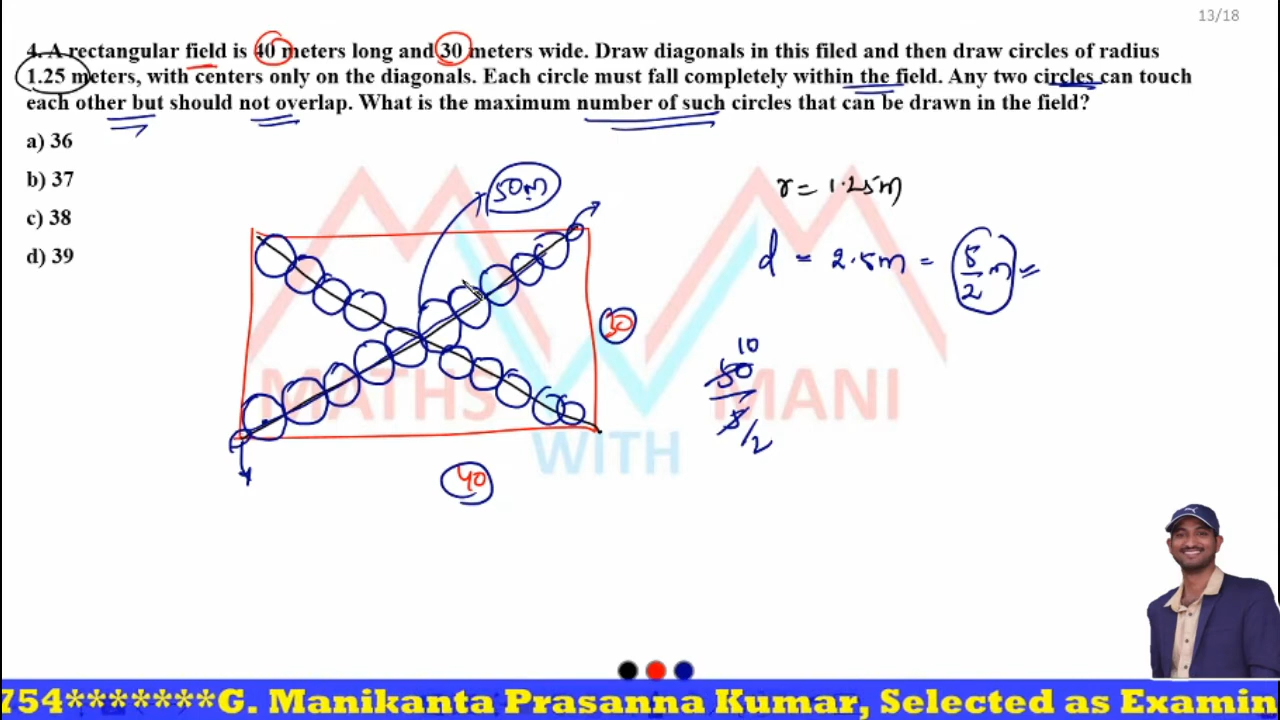 13/18
4. A rectangular field is 40 meters long and 30 meters wide. Draw diagonals in this filed and then draw circles of radius
1.25 meters, with centers only on the diagonals. Each circle must fall completely within the field. Any two circles can touch
each other but should not overlap. What is the maximum number of such circles that can be drawn in the field?
a) 36
b) 37
c) 38
d) 39
50m
30
40
r = 1.25m
d = 2.5m = 5/2 m =
10
50
5/2
MATHS WITH MANI
754*******G. Manikanta Prasanna Kumar, Selected as Examin